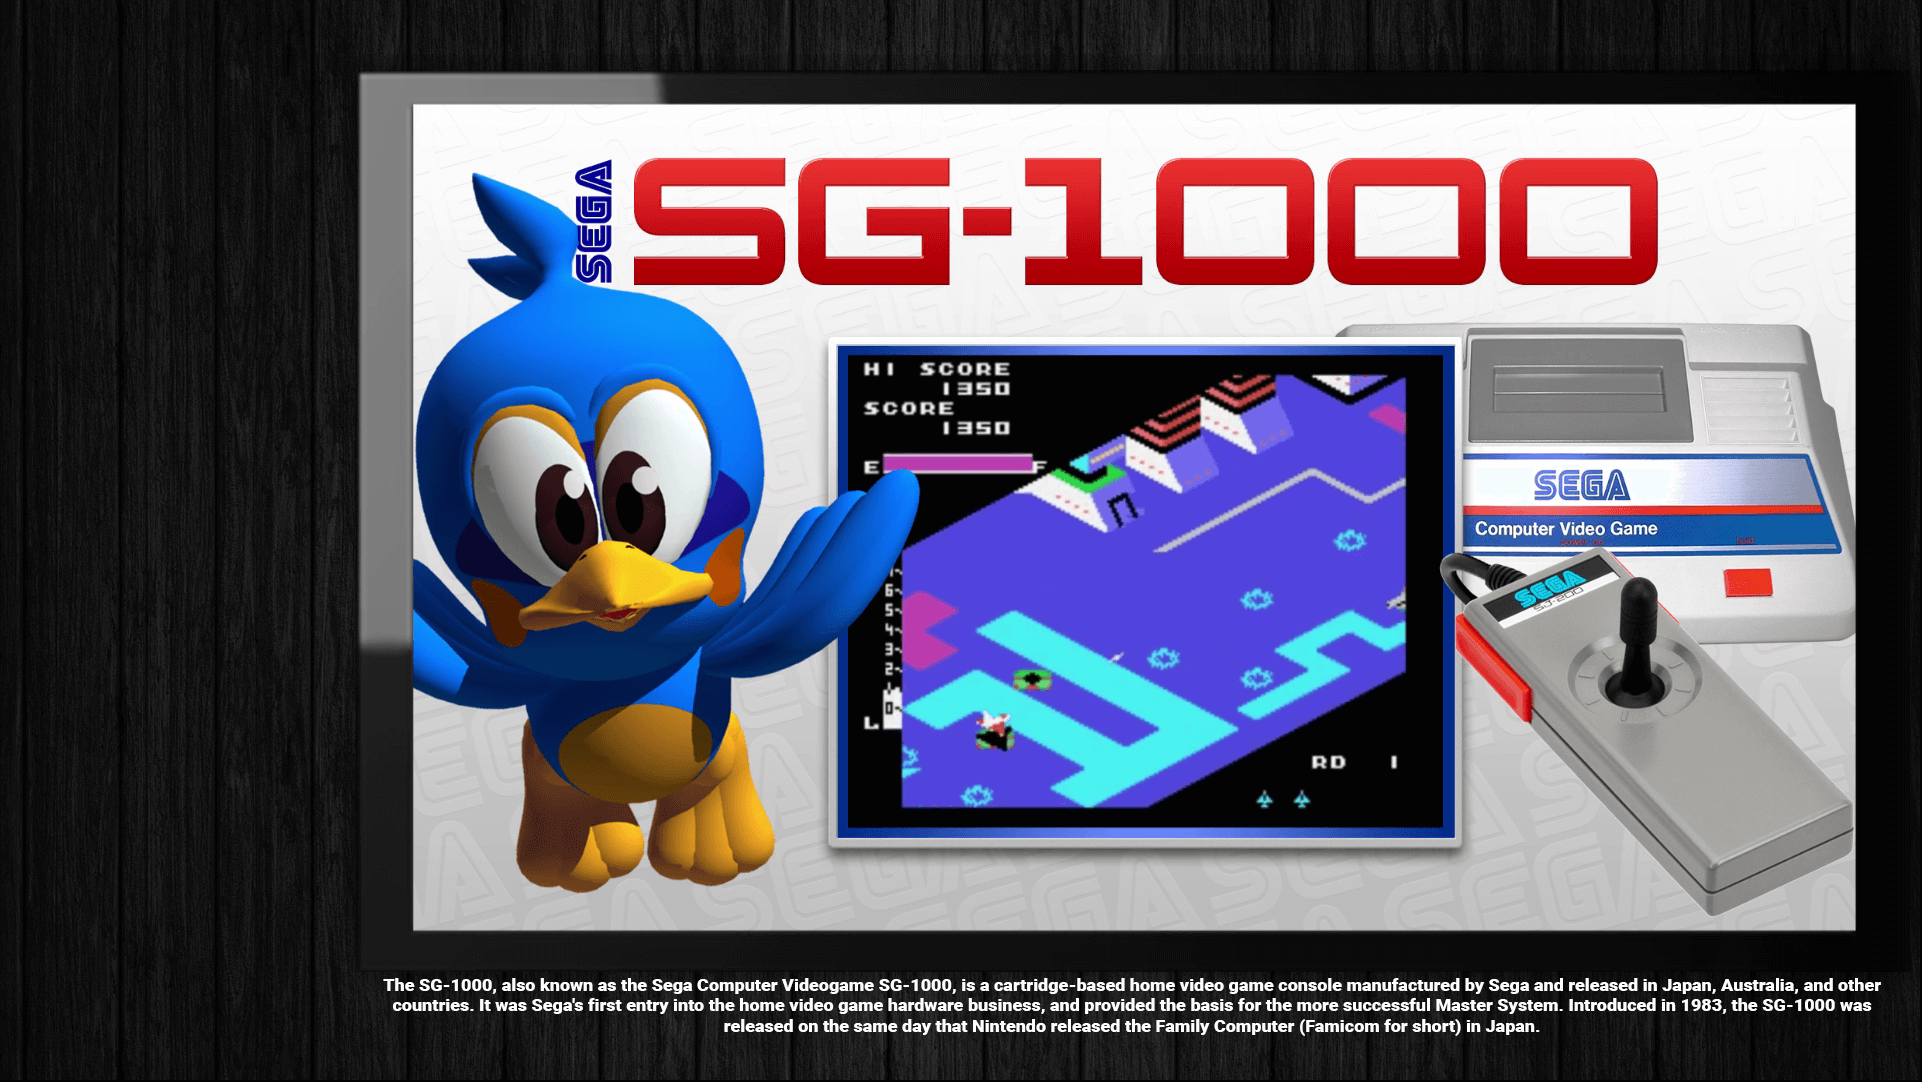 SEGA
SG-1000
HI SCORE
1350
SCORE
1350
E
F
6-
5-
4-
3-
2-
0-
L
RD 1
SEGA
Computer Video Game
SEGA
SJ-200
The SG-1000, also known as the Sega Computer Videogame SG-1000, is a cartridge-based home video game console manufactured by Sega and released in Japan, Australia, and other
countries. It was Sega's first entry into the home video game hardware business, and provided the basis for the more successful Master System. Introduced in 1983, the SG-1000 was
released on the same day that Nintendo released the Family Computer (Famicom for short) in Japan.